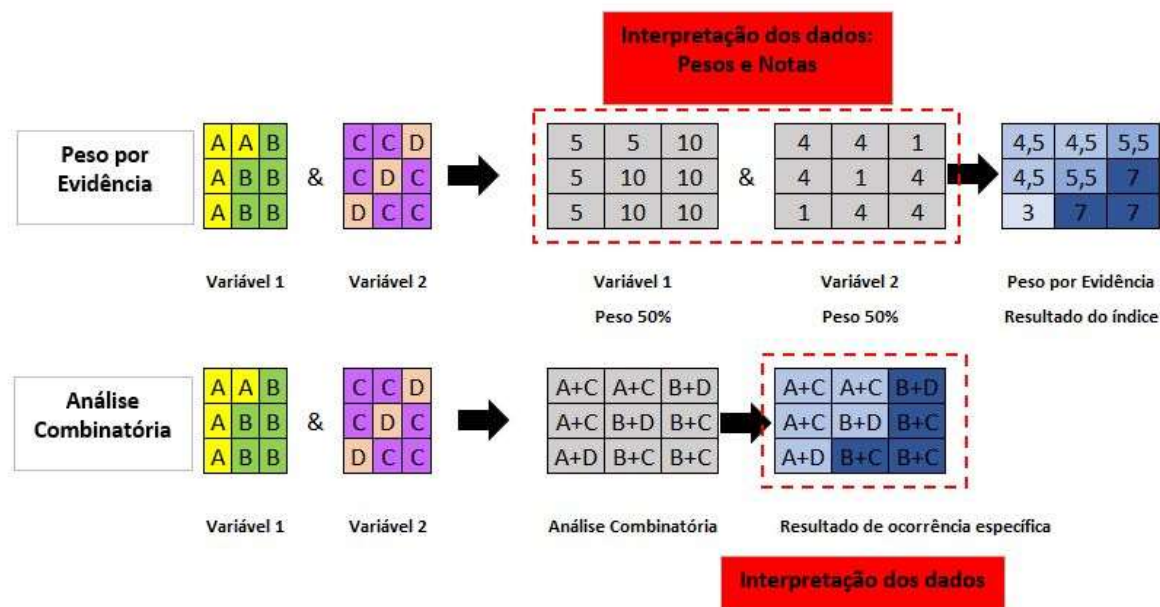 Interpretação dos dados:
Pesos e Notas
Peso por
Evidência
A A B
A B B
A B B
&
C C D
C D C
D C C
5 5 10
5 10 10
5 10 10
&
4 4 1
4 1 4
1 4 4
4,5 4,5 5,5
4,5 5,5 7
3 7 7
Variável 1
Variável 2
Variável 1
Peso 50%
Variável 2
Peso 50%
Peso por Evidência
Resultado do índice
Análise
Combinatória
A A B
A B B
A B B
&
C C D
C D C
D C C
A+C A+C B+D
A+C B+D B+C
A+D B+C B+C
A+C A+C B+D
A+C B+D B+C
A+D B+C B+C
Variável 1
Variável 2
Análise Combinatória
Resultado de ocorrência específica
Interpretação dos dados